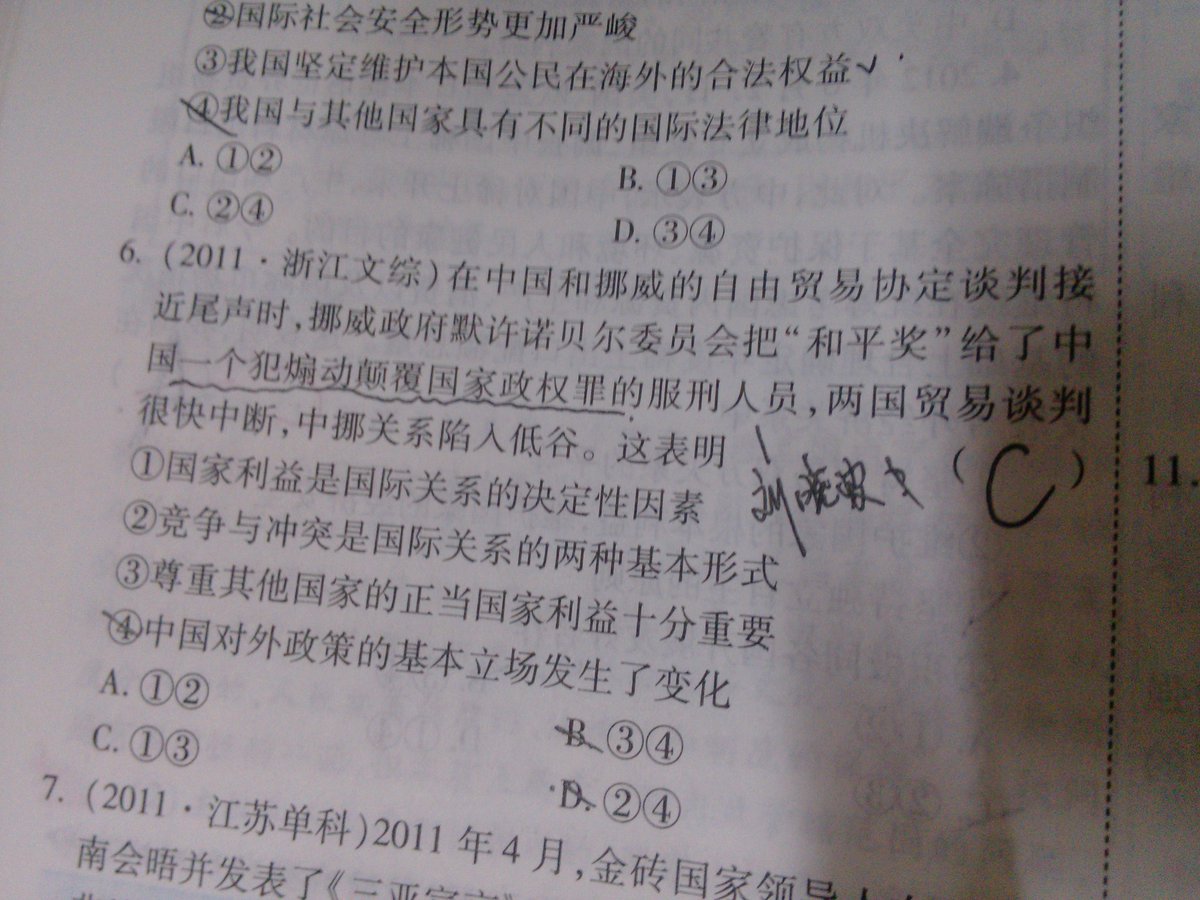 ②国际社会安全形势更加严峻
③我国坚定维护本国公民在海外的合法权益✓
④我国与其他国家具有不同的国际法律地位
A. ①②
B. ①③
C. ②④
D. ③④
6. (2011·浙江文综)在中国和挪威的自由贸易协定谈判接
近尾声时,挪威政府默许诺贝尔委员会把“和平奖”给了中
国一个犯煽动颠覆国家政权罪的服刑人员,两国贸易谈判
很快中断,中挪关系陷入低谷。这表明
(C)
刘晓波
①国家利益是国际关系的决定性因素
②竞争与冲突是国际关系的两种基本形式
③尊重其他国家的正当国家利益十分重要
④中国对外政策的基本立场发生了变化
A. ①②
B. ③④
C. ①③
D. ②④
7. (2011·江苏单科)2011年4月,金砖国家领导人
南会晤并发表了《三亚宣言》
11.